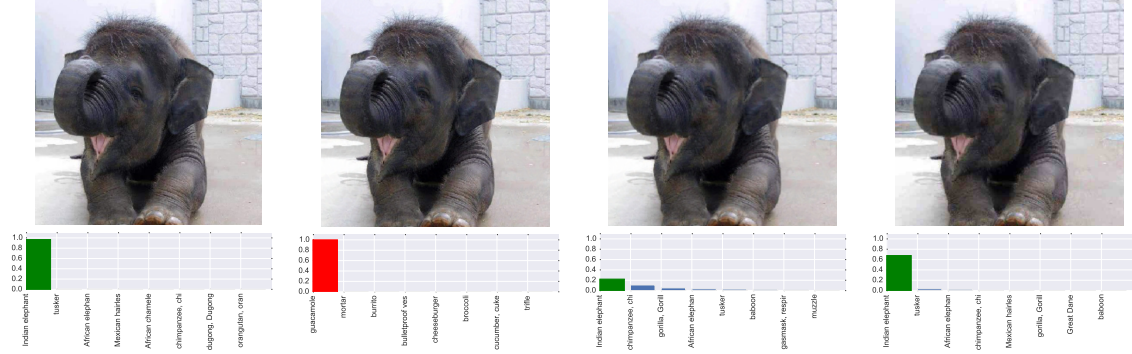 1.0
0.8
0.6
0.4
0.2
0.0
Indian elephant
tusker
African elephan
Mexican hairles
African chamele
chimpanzee, chi
dugong, Dugong
orangutan, oran
1.0
0.8
0.6
0.4
0.2
0.0
guacamole
mortar
burrito
bulletproof ves
cheeseburger
broccoli
cucumber, cuke
trifle
1.0
0.8
0.6
0.4
0.2
0.0
Indian elephant
chimpanzee, chi
gorilla, Gorill
African elephan
tusker
baboon
gasmask, respir
muzzle
1.0
0.8
0.6
0.4
0.2
0.0
Indian elephant
tusker
African elephan
chimpanzee, chi
Mexican hairles
gorilla, Gorill
Great Dane
baboon